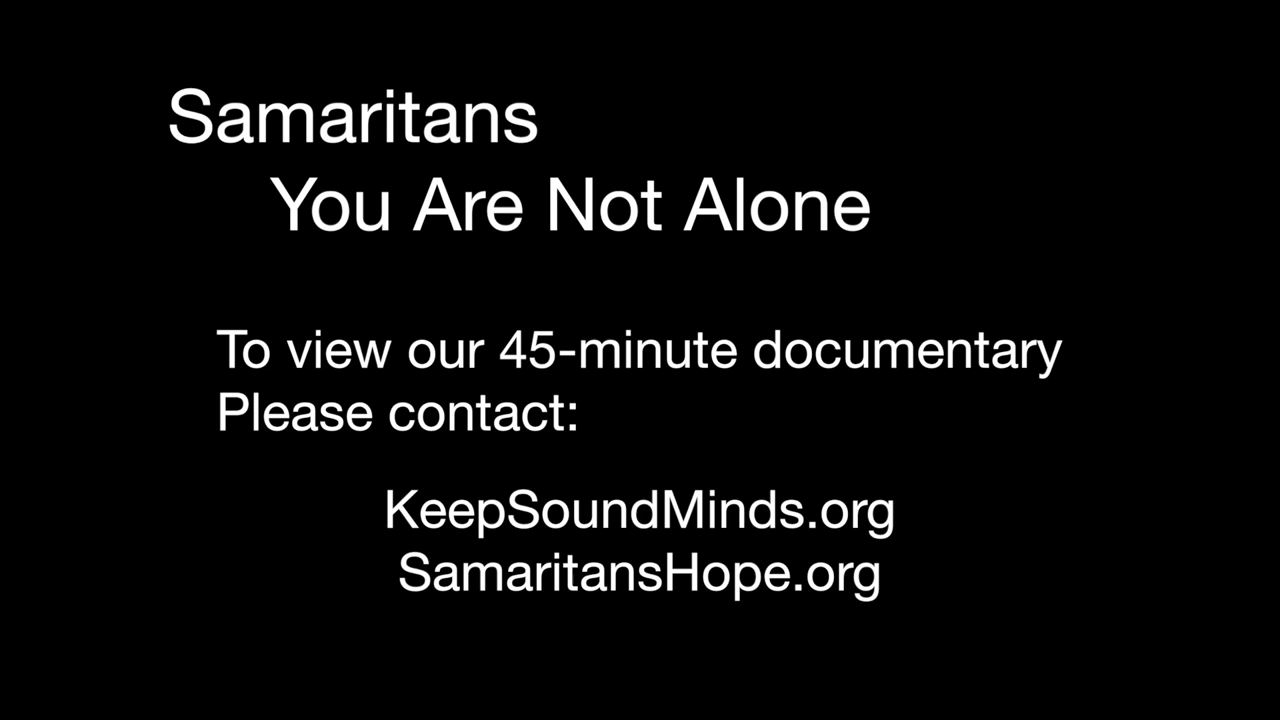 Samaritans
You Are Not Alone
To view our 45-minute documentary
Please contact:
KeepSoundMinds.org
SamaritansHope.org